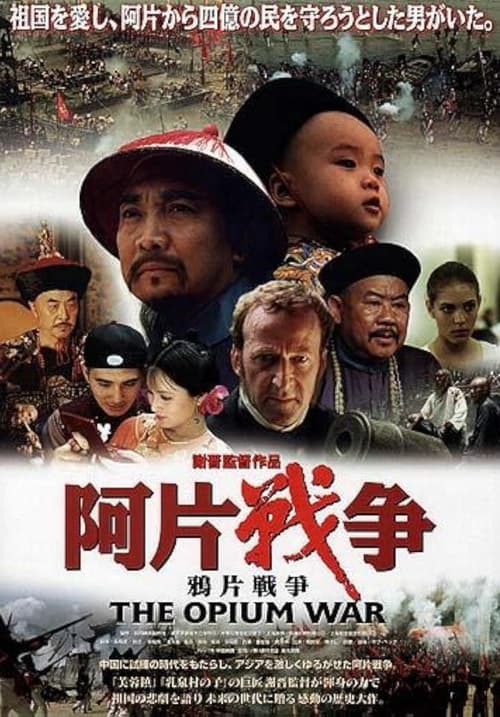 祖国を愛し、阿片から四億の民を守ろうとした男がいた。
謝晋監督作品
阿片戦争
鴉片戰爭
THE OPIUM WAR
中国に試煉の時代をもたらし、アジアを激しくゆるがせた阿片戦争。
「芙蓉鎮」「乳泉村の子」の巨匠謝晋監督が渾身の力で
祖国の悲劇を語り未来の世代に贈る感動の歴史大作。